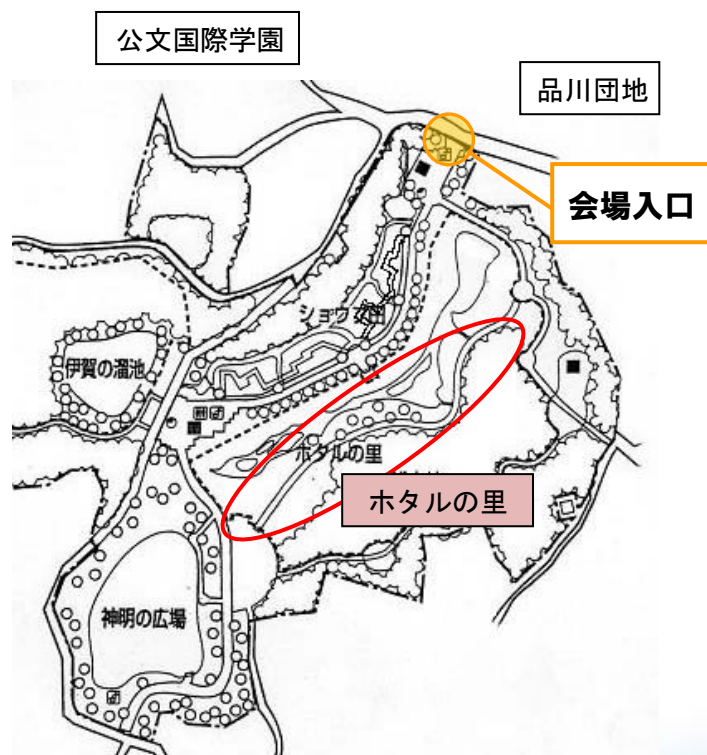 公文国際学園
品川団地
会場入口
ショウブ田
伊賀の溜池
ホタルの里
ホタルの里
神明の広場